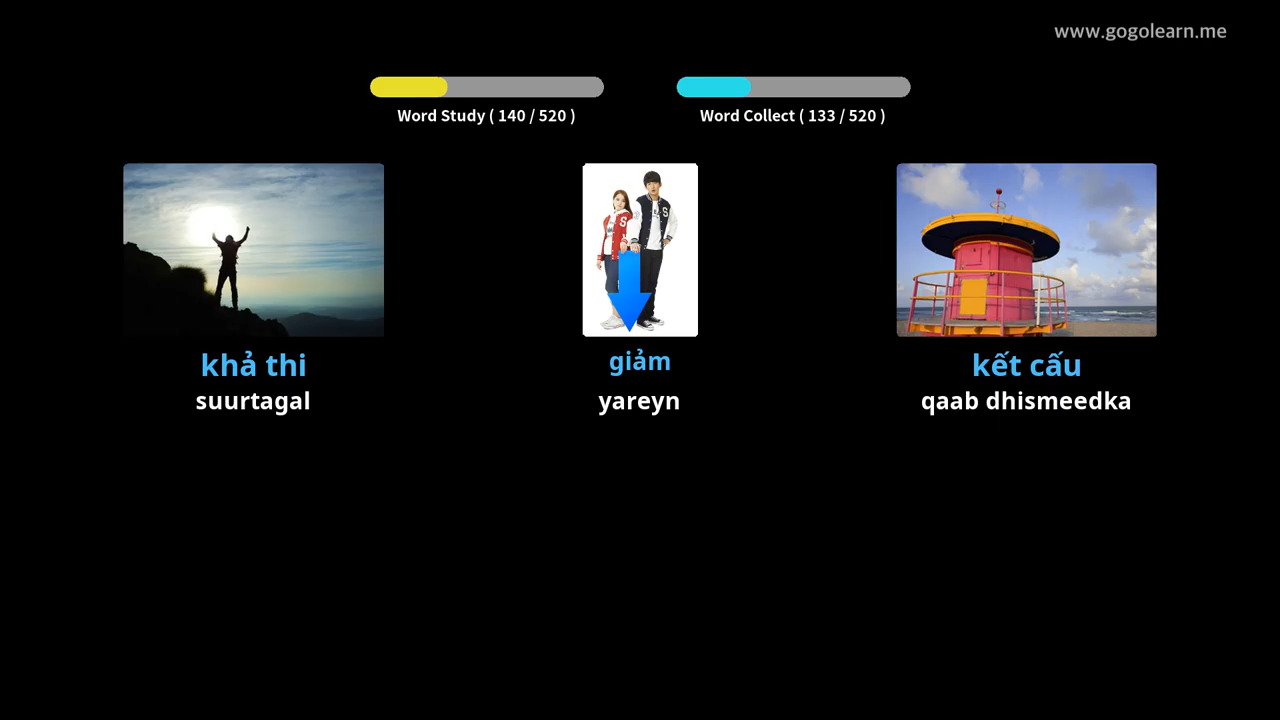 www.gogolearn.me
Word Study ( 140 / 520 )
Word Collect ( 133 / 520 )
khả thi
suurtagal
giảm
yareyn
kết cấu
qaab dhismeedka